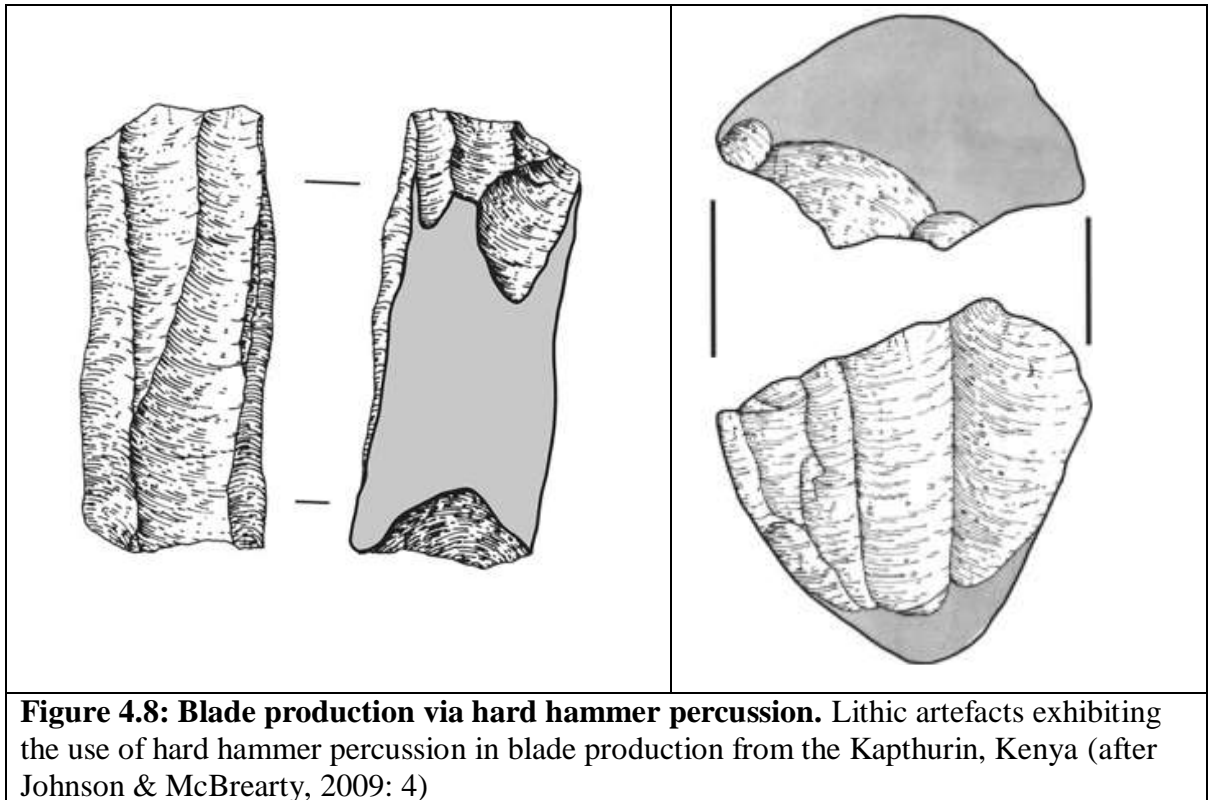 Figure 4.8: Blade production via hard hammer percussion. Lithic artefacts exhibiting
the use of hard hammer percussion in blade production from the Kapthurin, Kenya (after
Johnson & McBrearty, 2009: 4)